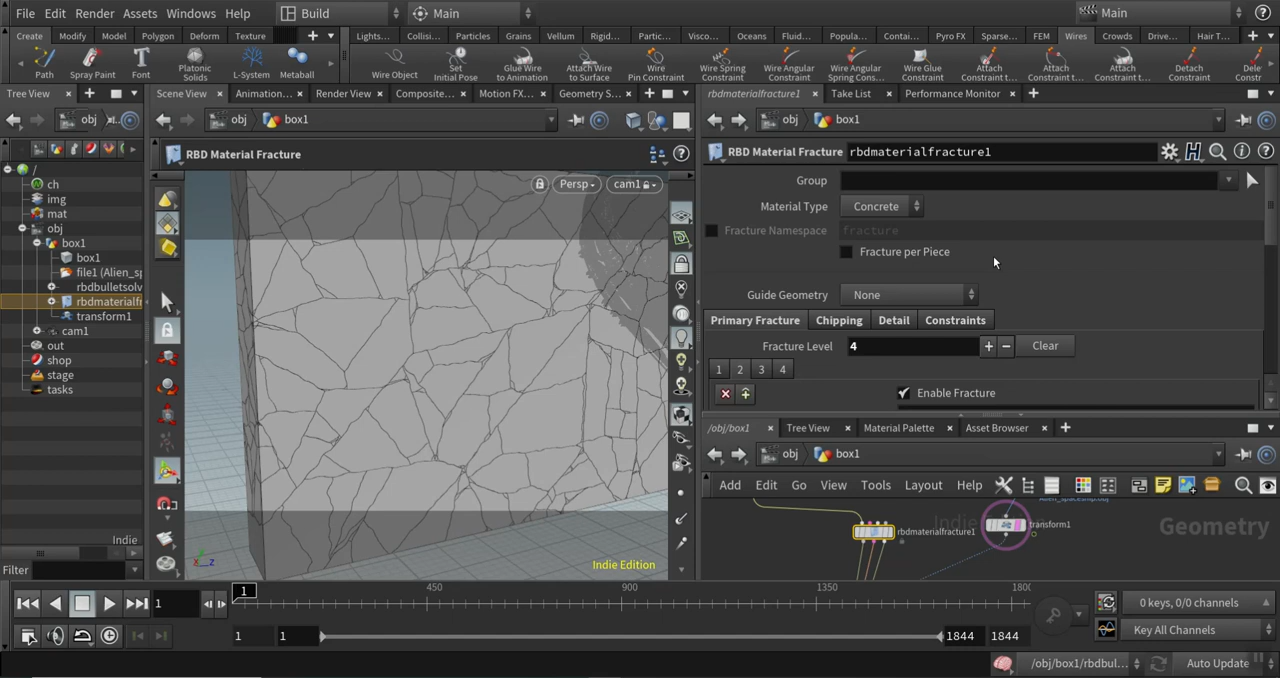 File Edit Render Assets Windows Help Build Main Main
Create Modify Model Polygon Deform Texture Lights... Collisi... Particles Grains Vellum Rigid... Partic... Visco... Oceans Fluid... Popula... Contai... Pyro FX Sparse... FEM Wires Crowds Drive... Hair T...
Path Spray Paint Font Platonic Solids L-System Metaball Wire Object Set Initial Pose Glue Wire to Animation Attach Wire to Surface Wire Pin Constraint Wire Spring Constraint Wire Angular Constraint Wire Angular Spring Cons... Wire Glue Constraint Attach Constraint t... Attach Constraint t... Attach Constraint t... Detach Constraint Dele Constr
Tree View Scene View Animation... Render View Composite... Motion FX... Geometry S... rbdmaterialfracture1 Take List Performance Monitor
obj obj box1 obj box1
RBD Material Fracture RBD Material Fracture rbdmaterialfracture1
/
ch
img
mat
obj
box1
box1
file1 (Alien_sp
rbdbulletsolv
rbdmaterialfr
transform1
cam1
out
shop
stage
tasks
Indie
Filter
Persp cam1
z x
Indie Edition
Group
Material Type Concrete
Fracture Namespace fracture
Fracture per Piece
Guide Geometry None
Primary Fracture Chipping Detail Constraints
Fracture Level 4 Clear
1 2 3 4
Enable Fracture
/obj/box1 Tree View Material Palette Asset Browser
obj box1
Add Edit Go View Tools Layout Help
Alien_spaceship.obj
rbdmaterialfracture1 transform1 Geometry
1 1 450 900 1350 1800 0 keys, 0/0 channels
1 1 1844 1844 Key All Channels
/obj/box1/rbdbul... Auto Update